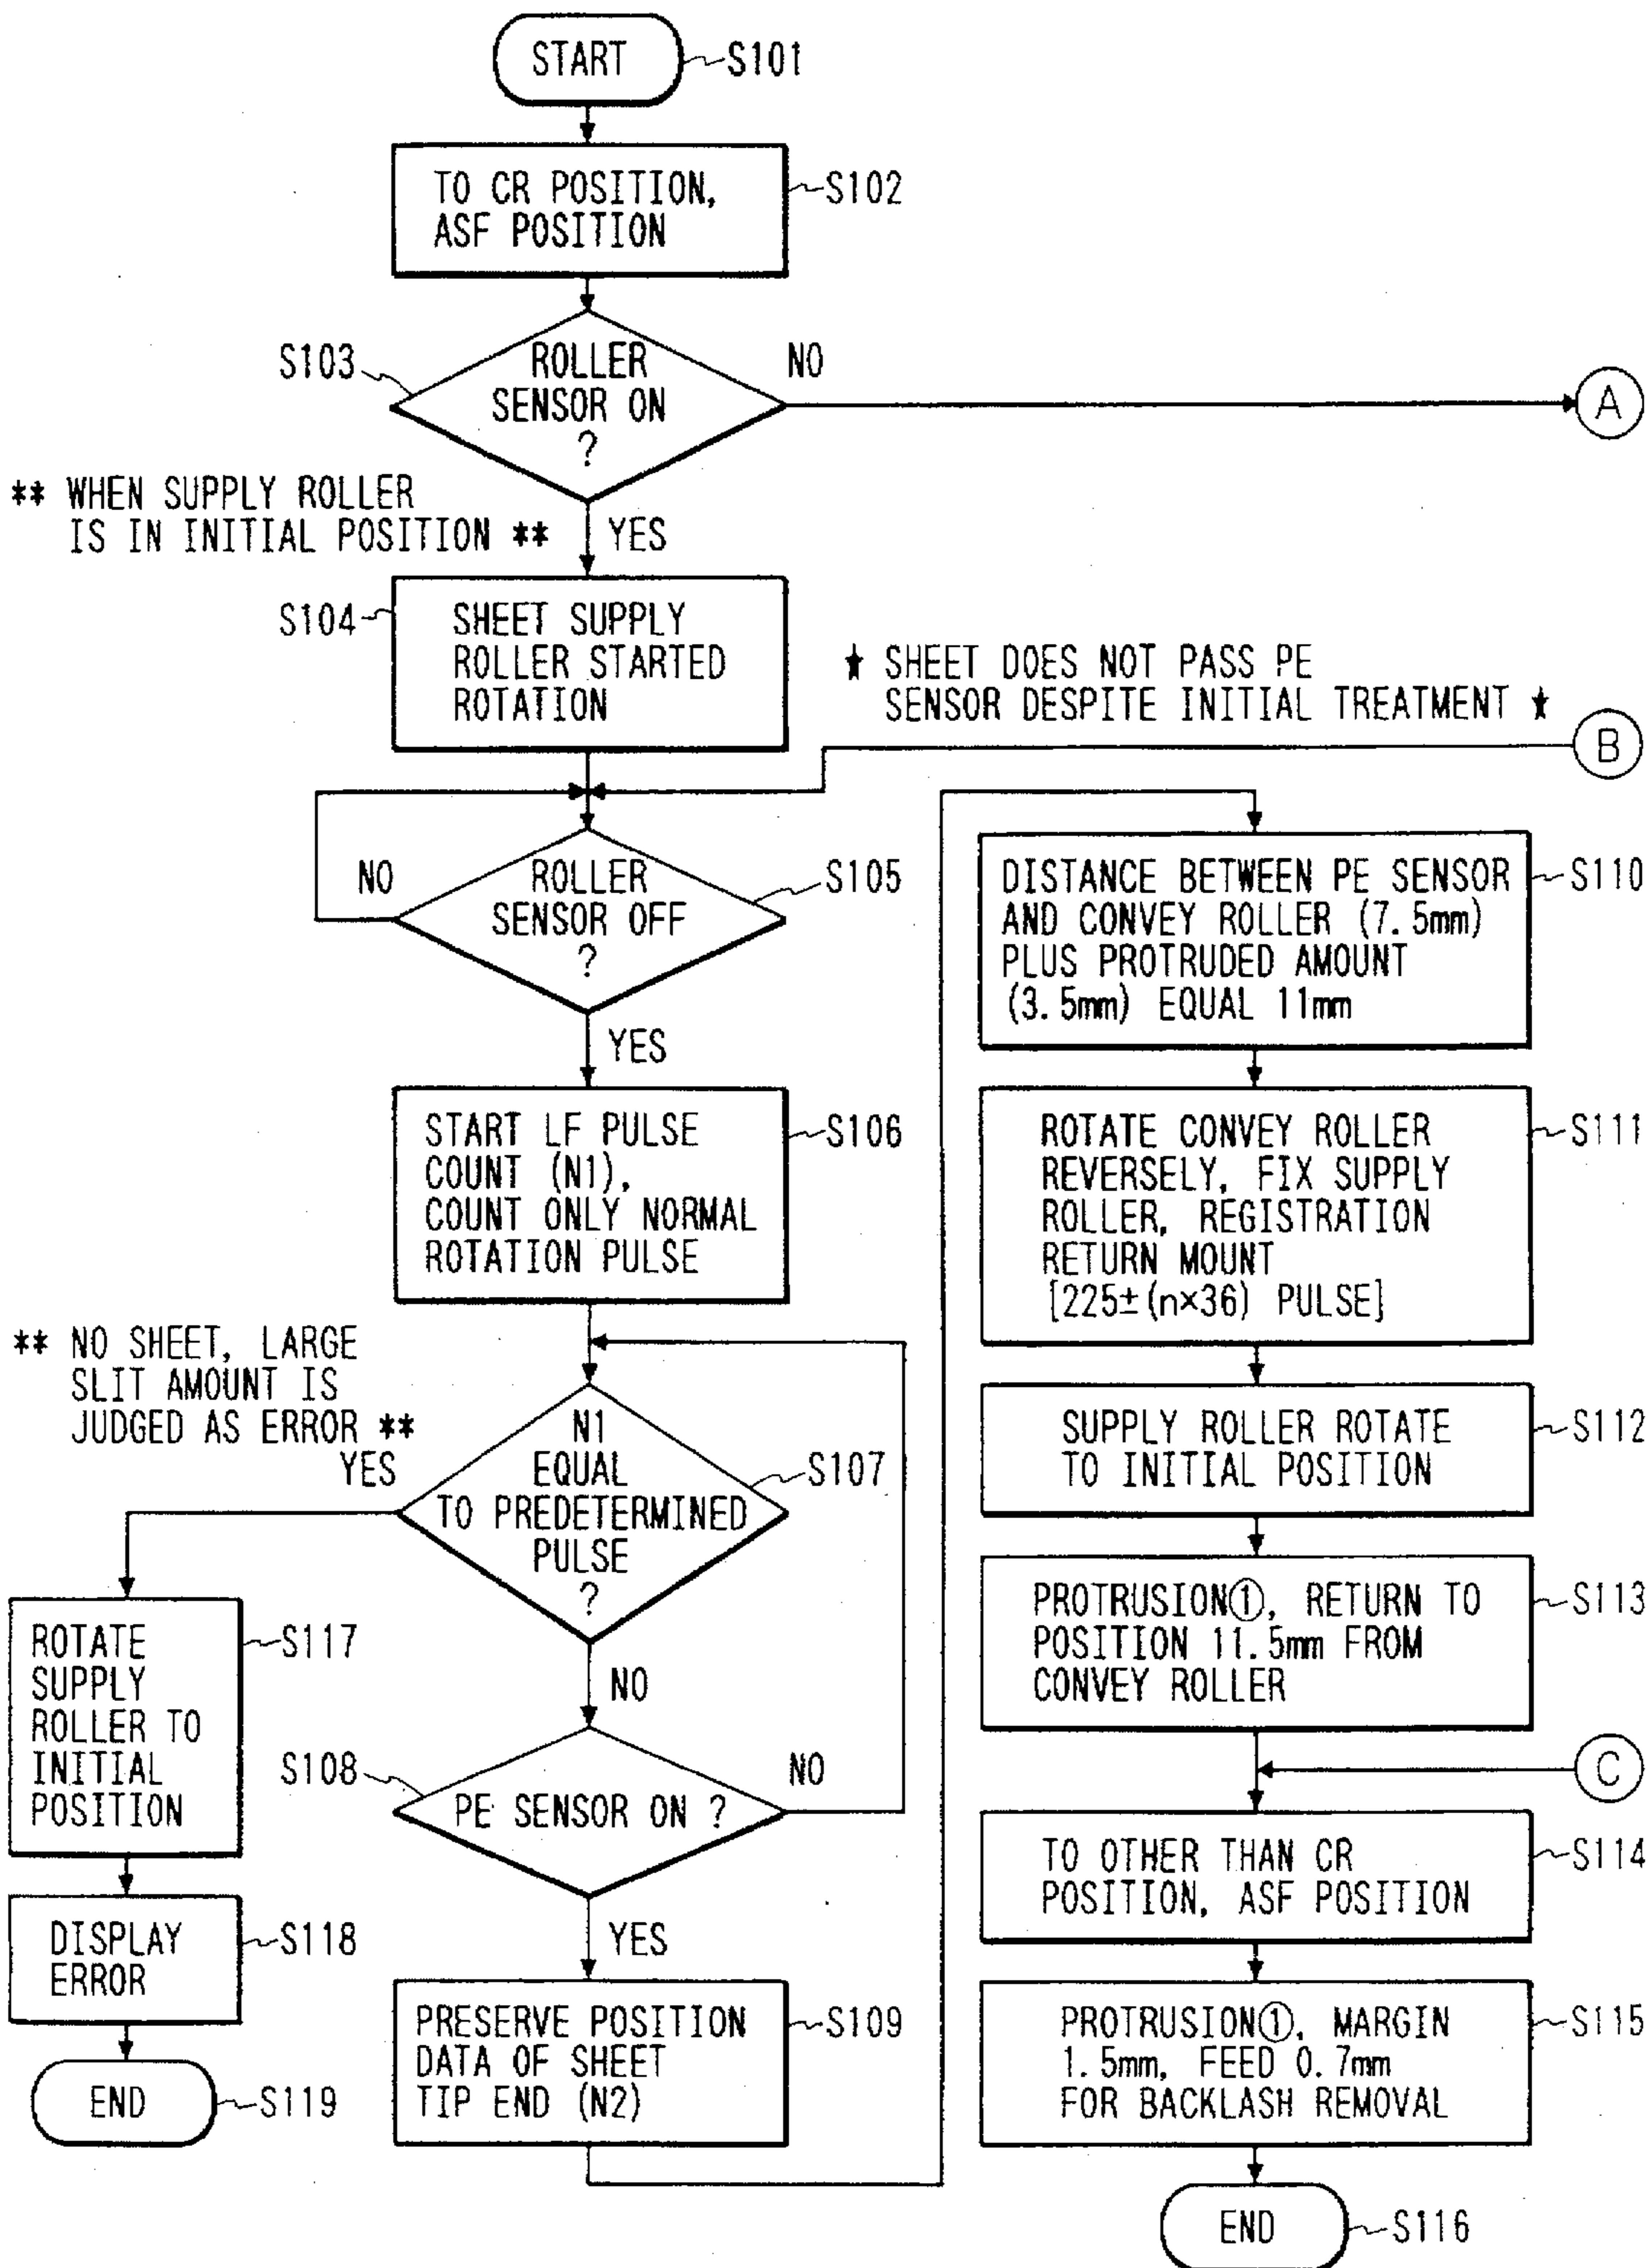 START
S101
TO CR POSITION,
ASF POSITION
S102
S103
ROLLER
SENSOR ON
?
NO
A
** WHEN SUPPLY ROLLER
IS IN INITIAL POSITION **
YES
S104
SHEET SUPPLY
ROLLER STARTED
ROTATION
★ SHEET DOES NOT PASS PE
SENSOR DESPITE INITIAL TREATMENT ★
B
NO
ROLLER
SENSOR OFF
?
S105
YES
START LF PULSE
COUNT (N1),
COUNT ONLY NORMAL
ROTATION PULSE
S106
** NO SHEET, LARGE
SLIT AMOUNT IS
JUDGED AS ERROR **
YES
N1
EQUAL
TO PREDETERMINED
PULSE
?
S107
NO
ROTATE
SUPPLY
ROLLER TO
INITIAL
POSITION
S117
S108
PE SENSOR ON ?
NO
YES
DISPLAY
ERROR
S118
END
S119
PRESERVE POSITION
DATA OF SHEET
TIP END (N2)
S109
DISTANCE BETWEEN PE SENSOR
AND CONVEY ROLLER (7.5mm)
PLUS PROTRUDED AMOUNT
(3.5mm) EQUAL 11mm
S110
ROTATE CONVEY ROLLER
REVERSELY, FIX SUPPLY
ROLLER, REGISTRATION
RETURN MOUNT
[225±(n×36) PULSE]
S111
SUPPLY ROLLER ROTATE
TO INITIAL POSITION
S112
PROTRUSION①, RETURN TO
POSITION 11.5mm FROM
CONVEY ROLLER
S113
C
TO OTHER THAN CR
POSITION, ASF POSITION
S114
PROTRUSION①, MARGIN
1.5mm, FEED 0.7mm
FOR BACKLASH REMOVAL
S115
END
S116